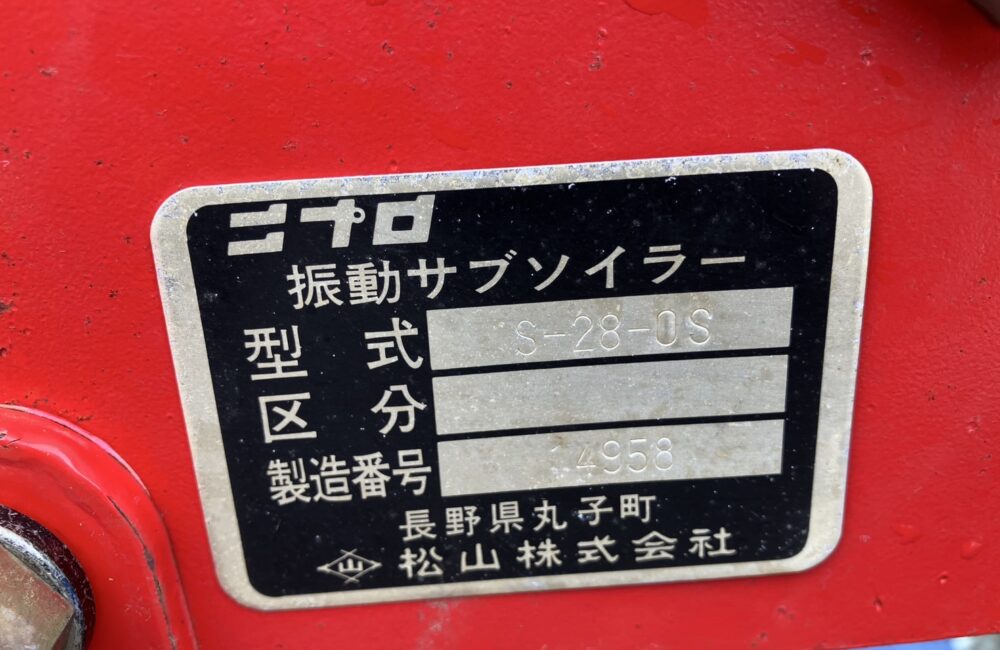 ニプロ
振動サブソイラー
型式 S-28-0S
区分
製造番号 4958
長野県丸子町
山 松山株式会社